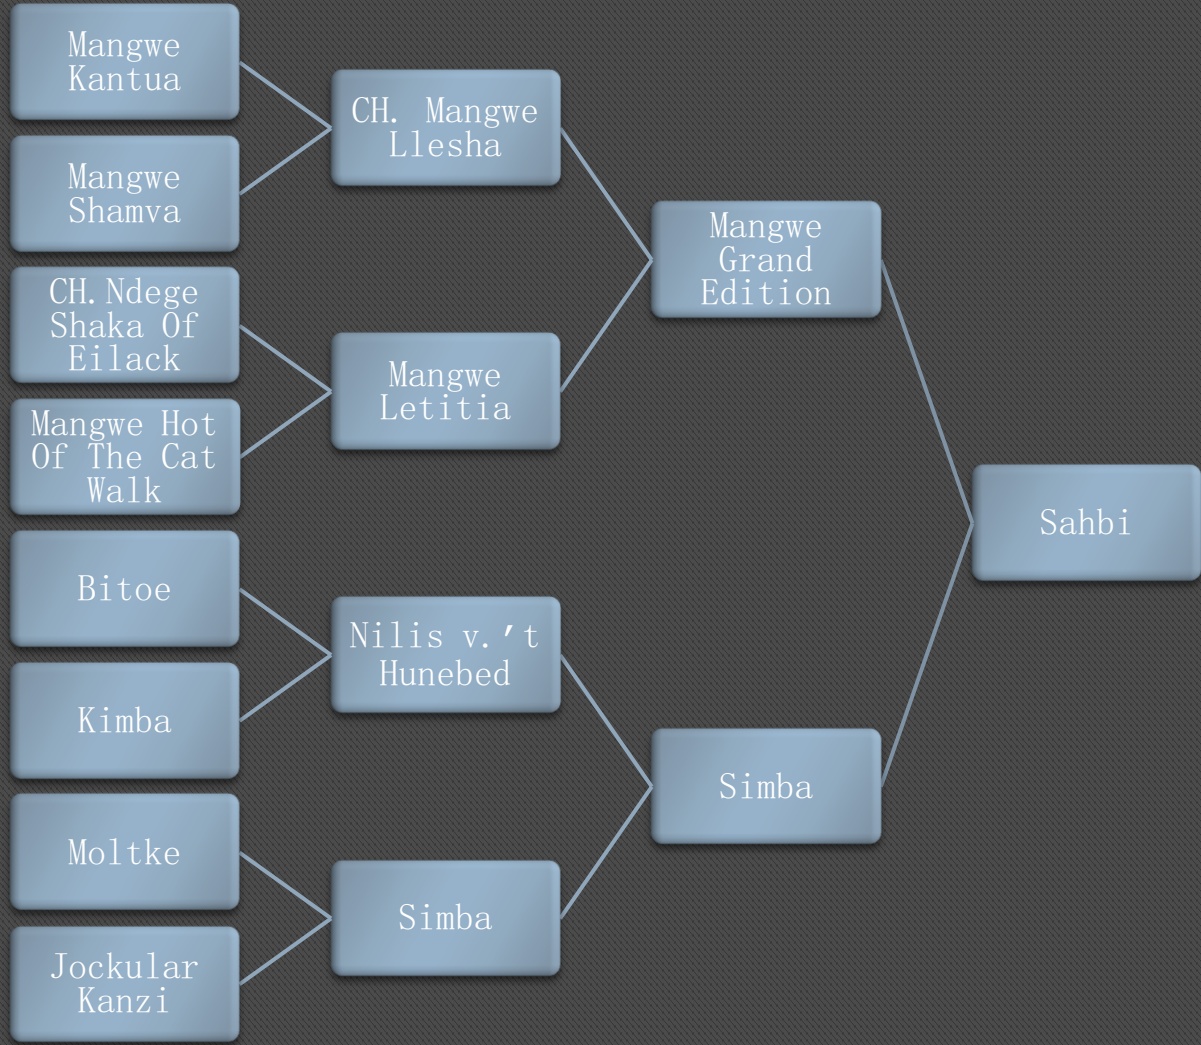 Mangwe
Kantua
Mangwe
Shamva
CH.Ndege
Shaka Of
Eilack
Mangwe Hot
Of The Cat
Walk
Bitoe
Kimba
Moltke
Jockular
Kanzi
CH. Mangwe
Llesha
Mangwe
Letitia
Nilis v.'t
Hunebed
Simba
Mangwe
Grand
Edition
Simba
Sahbi